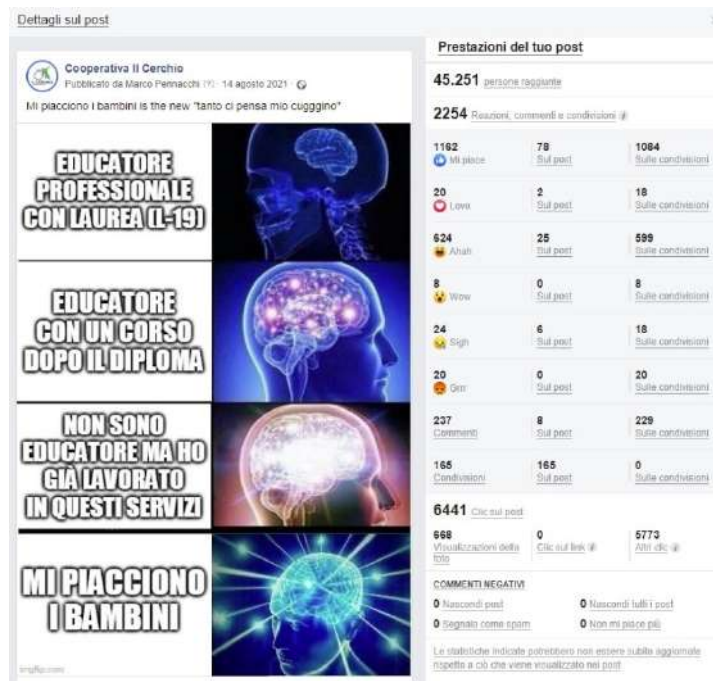 Dettagli sul post
Cooperativa Il Cerchio
Pubblicato da Marco Pennacchi (?) · 14 agosto 2021 ·
Mi piacciono i bambini is the new "tanto ci pensa mio cugggino"
EDUCATORE
PROFESSIONALE
CON LAUREA (L-19)
EDUCATORE
CON UN CORSO
DOPO IL DIPLOMA
NON SONO
EDUCATORE MA HO
GIÀ LAVORATO
IN QUESTI SERVIZI
MI PIACCIONO
I BAMBINI
imgflip.com
Prestazioni del tuo post
45.251 persone raggiunte
2254 Reazioni, commenti e condivisioni
1162 78 1084
Mi piace Sul post Sulle condivisioni
20 2 18
Love Sul post Sulle condivisioni
624 25 599
Ahah Sul post Sulle condivisioni
8 0 8
Wow Sul post Sulle condivisioni
24 6 18
Sigh Sul post Sulle condivisioni
20 0 20
Grrr Sul post Sulle condivisioni
237 8 229
Commenti Sul post Sulle condivisioni
165 165 0
Condivisioni Sul post Sulle condivisioni
6441 Clic sul post
668 0 5773
Visualizzazioni della Clic sul link Altri clic
foto
COMMENTI NEGATIVI
0 Nascondi post 0 Nascondi tutti i post
0 Segnala come spam 0 Non mi piace più
Le statistiche indicate potrebbero non essere subito aggiornate
rispetto a ciò che viene visualizzato nei post